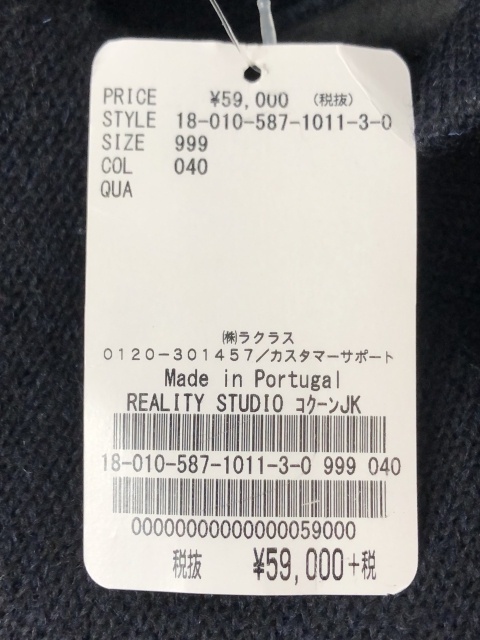 PRICE ¥59,000 (税抜)
STYLE 18-010-587-1011-3-0
SIZE 999
COL 040
QUA
㈱ラクラス
0120-301457/カスタマーサポート
Made in Portugal
REALITY STUDIO コクーンJK
18-010-587-1011-3-0 999 040
00000000000000059000
税抜 ¥59,000+税